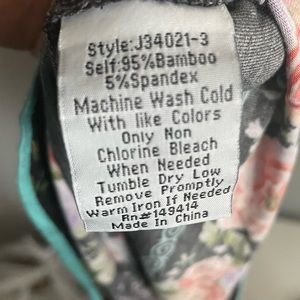 Style:J34021-3
Self:95%Bamboo
5%Spandex
Machine Wash Cold
With like Colors
Only Non
Chlorine Bleach
When Needed
Tumble Dry Low
Remove Promptly
Warm Iron If Needed
Rn#149414
Made In China